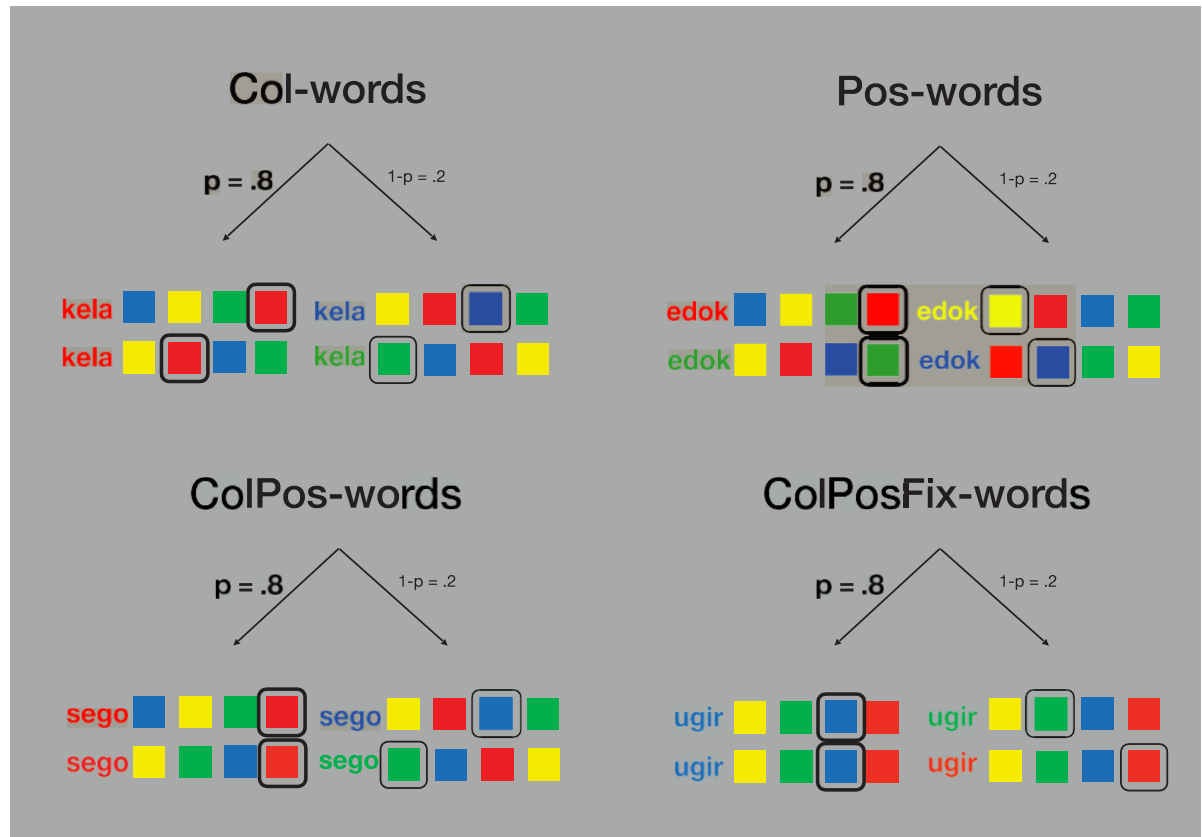 Col-words
p = .8
1-p = .2
kela
kela
kela
kela
Pos-words
p = .8
1-p = .2
edok
edok
edok
edok
ColPos-words
p = .8
1-p = .2
sego
sego
sego
sego
ColPosFix-words
p = .8
1-p = .2
ugir
ugir
ugir
ugir